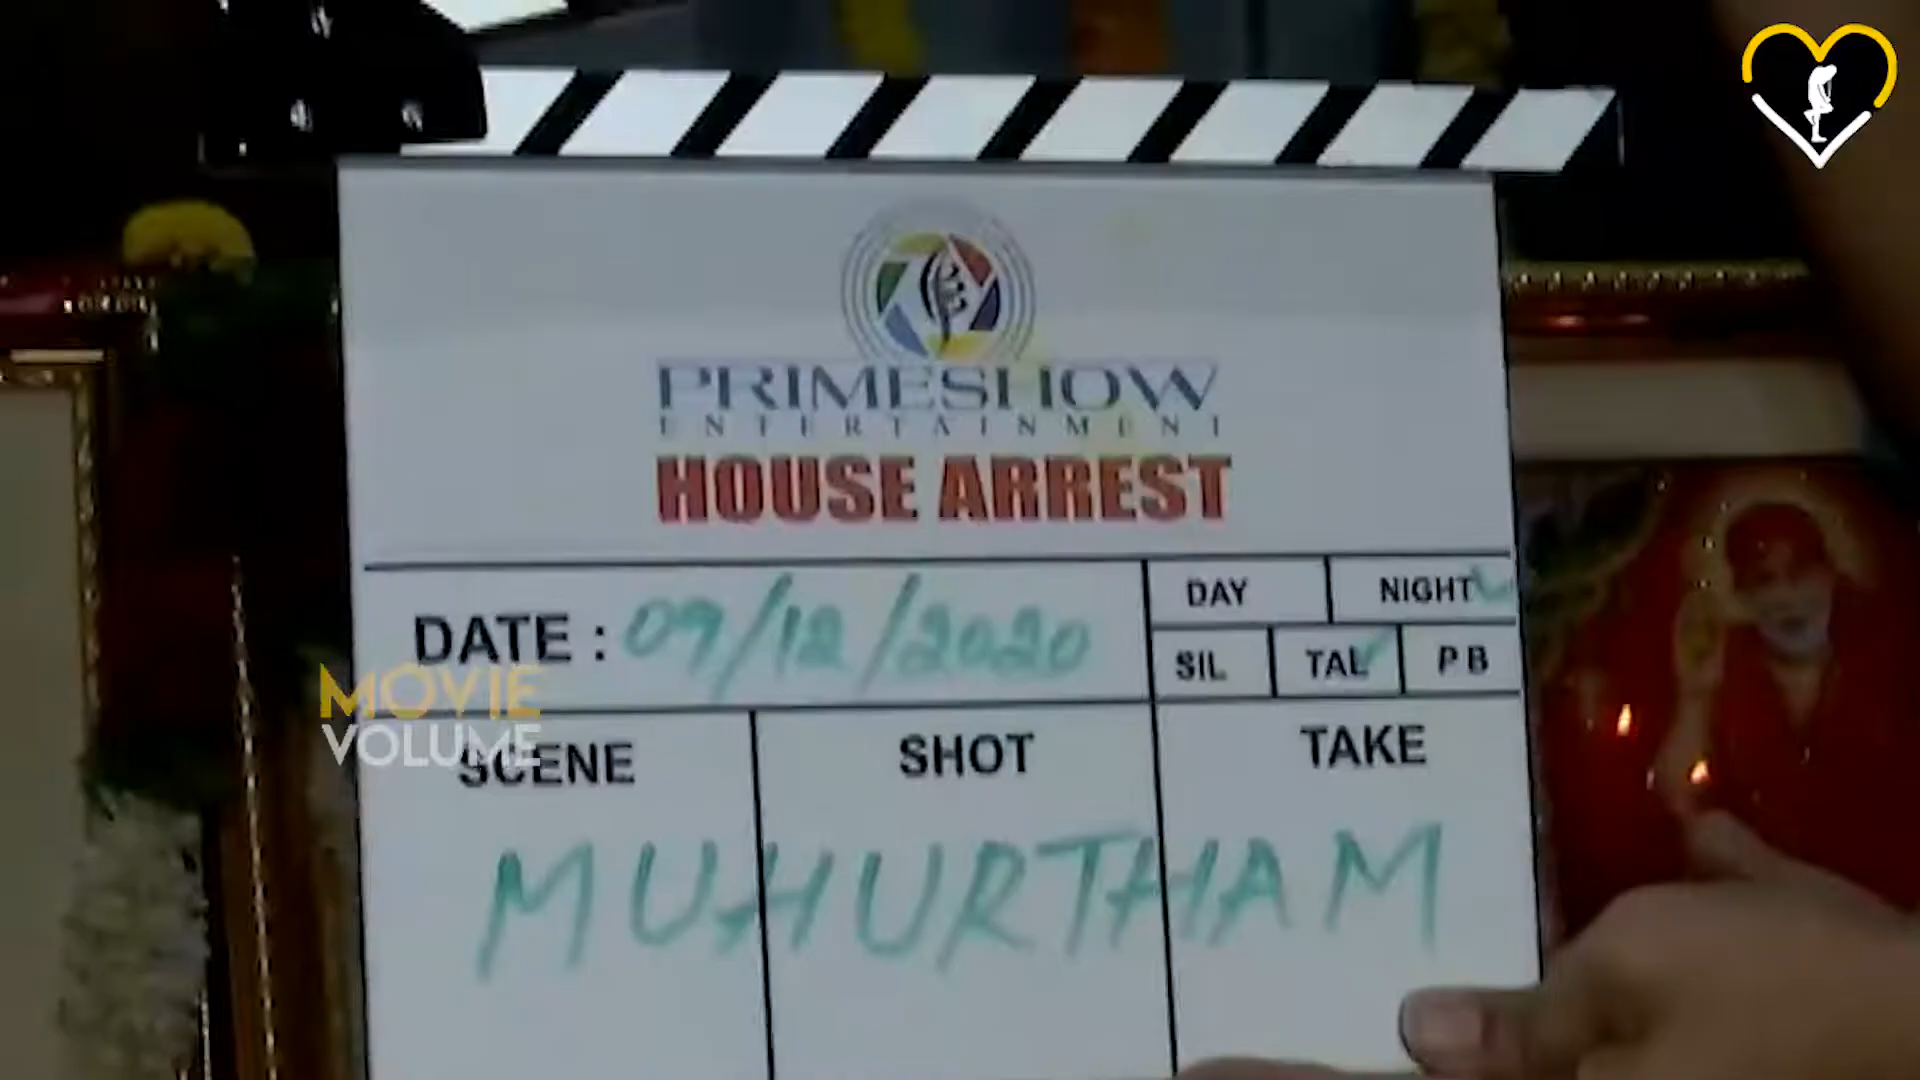 PRIMESHOW
ENTERTAINMENT
HOUSE ARREST
DATE : 09/12/2020
DAY NIGHT
SIL TAL PB
MOVIE
VOLUME
SCENE SHOT TAKE
MUHURTHAM